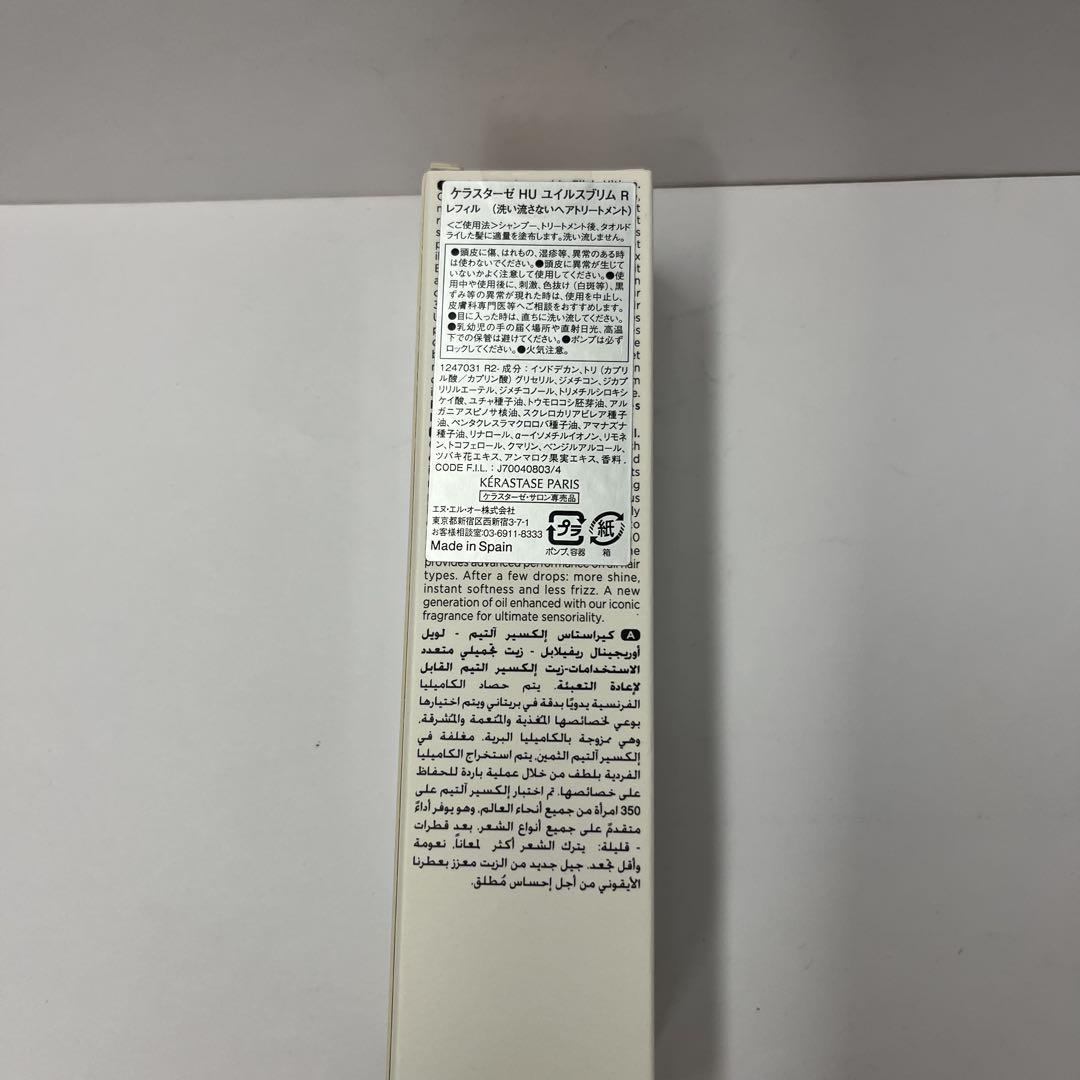 ケラスターゼ HU ユイルスブリム R
レフィル (洗い流さないヘアトリートメント)
<ご使用法>シャンプー、トリートメント後、タオルド
ライした髪に適量を塗布します。洗い流しません。
●頭皮に傷、はれもの、湿疹等、異常のある時
は使わないでください。●頭皮に異常が生じて
いないかよく注意して使用してください。●使
用中や使用後に、刺激、色抜け(白斑等)、黒
ずみ等の異常が現れた時は、使用を中止し、
皮膚科専門医等へご相談をおすすめします。
●目に入った時は、直ちに洗い流してください。
●乳幼児の手の届く場所や直射日光、高温
下での保管は避けてください。●ポンプは必ず
ロックしてください。●火気注意。
1247031 R2- 成分:イソドデカン、トリ(カプリ
ル酸/カプリン酸)グリセリル、ジメチコン、ジカプ
リリルエーテル、ジメチコノール、トリメチルシロキシ
ケイ酸、ユチャ種子油、トウモロコシ胚芽油、アル
ガニアスピノサ核油、スクレロカリアビレア種子
油、ペンタクレスラマクロロバ種子油、アマナズナ
種子油、リナロール、α-イソメチルイオノン、リモネ
ン、トコフェロール、クマリン、ベンジルアルコール、
ツバキ花エキス、アンマロク果実エキス、香料.
CODE F.I.L. : J70040803/4
KÉRASTASE PARIS
ケラスターゼ・サロン専売品
エヌ・エル・オー株式会社
東京都新宿区西新宿3-7-1
お客様相談室:03-6911-8333
Made in Spain
プラ
ポンプ、容器
紙
箱
provides advanced performance on all hair
types. After a few drops: more shine,
instant softness and less frizz. A new
generation of oil enhanced with our iconic
fragrance for ultimate sensoriality.
A كيراستاس إلكسير آلتيم - لويل
أوريجينال ريفيلابل - زيت تجميلي متعدد
الاستخدامات-زيت إلكسير التيم القابل
لإعادة التعبئة. يتم حصاد الكاميليا
الفرنسية يدويًا بدقة في بريتاني ويتم اختيارها
بوعي لخصائصها المُغذية والمُنعمة والمُشرقة،
وهي ممزوجة بالكاميليا البرية. مغلفة في
إلكسير آلتيم الثمين، يتم استخراج الكاميليا
الفردية بلطف من خلال عملية باردة للحفاظ
على خصائصها. تم اختبار إلكسير آلتيم على
350 امرأة من جميع أنحاء العالم، وهو يوفر أداءً
متقدمًا على جميع أنواع الشعر. بعد قطرات
قليلة: يترك الشعر أكثر لمعاناً، نعومة -
وأقل تجعد. جيل جديد من الزيت معزز بعطرنا
الأيقوني من أجل إحساس مُطلق.